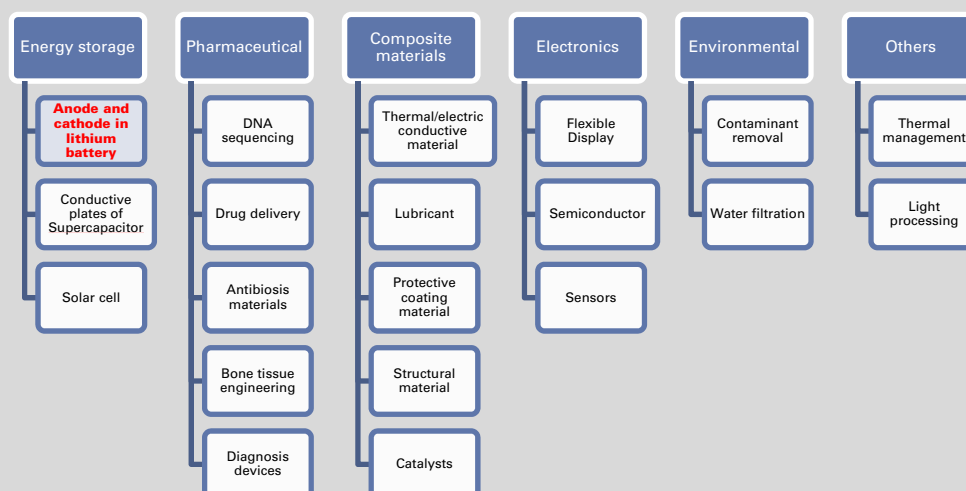 Energy storage
Anode and
cathode in
lithium
battery
Conductive
plates of
Supercapacitor
Solar cell
Pharmaceutical
DNA
sequencing
Drug delivery
Antibiosis
materials
Bone tissue
engineering
Diagnosis
devices
Composite
materials
Thermal/electric
conductive
material
Lubricant
Protective
coating
material
Structural
material
Catalysts
Electronics
Flexible
Display
Semiconductor
Sensors
Environmental
Contaminant
removal
Water filtration
Others
Thermal
management
Light
processing